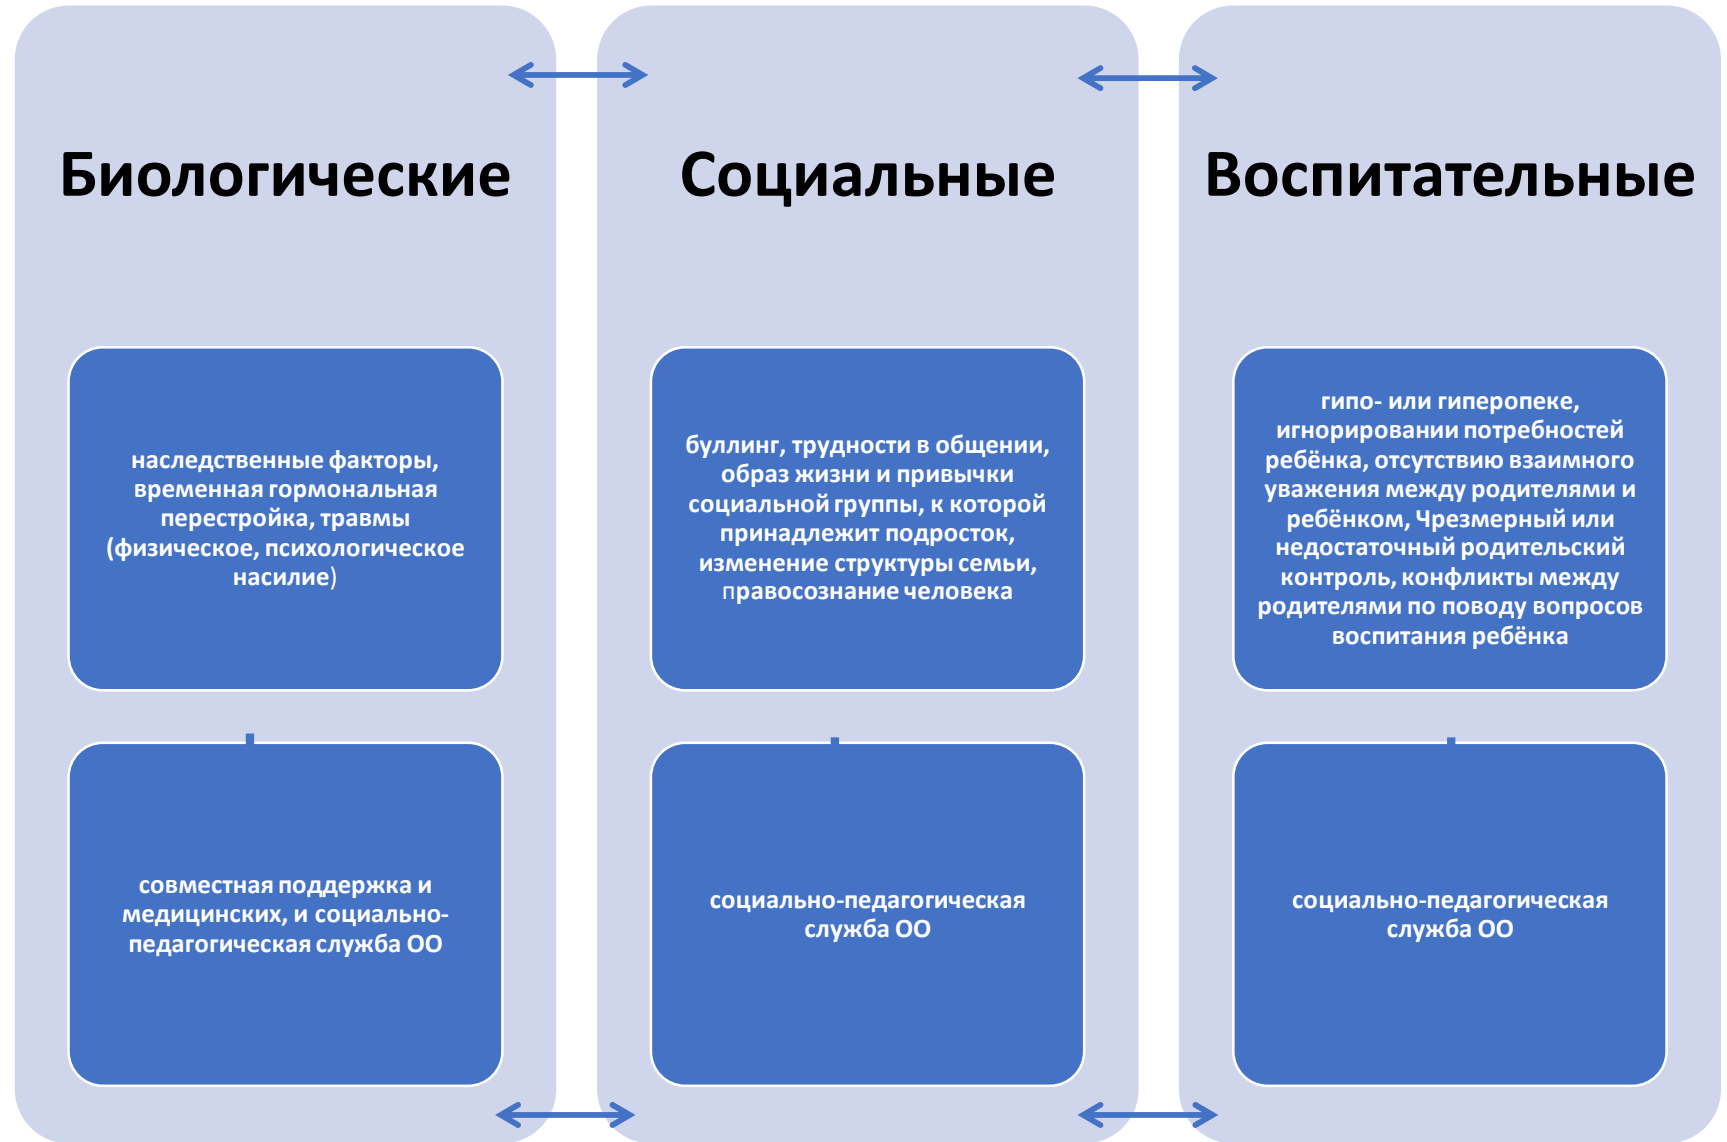 Биологические
наследственные факторы,
временная гормональная
перестройка, травмы
(физическое, психологическое
насилие)
совместная поддержка и
медицинских, и социально-
педагогическая служба ОО
Социальные
буллинг, трудности в общении,
образ жизни и привычки
социальной группы, к которой
принадлежит подросток,
изменение структуры семьи,
правосознание человека
социально-педагогическая
служба ОО
Воспитательные
гипо- или гиперопеке,
игнорировании потребностей
ребёнка, отсутствию взаимного
уважения между родителями и
ребёнком, Чрезмерный или
недостаточный родительский
контроль, конфликты между
родителями по поводу вопросов
воспитания ребёнка
социально-педагогическая
служба ОО